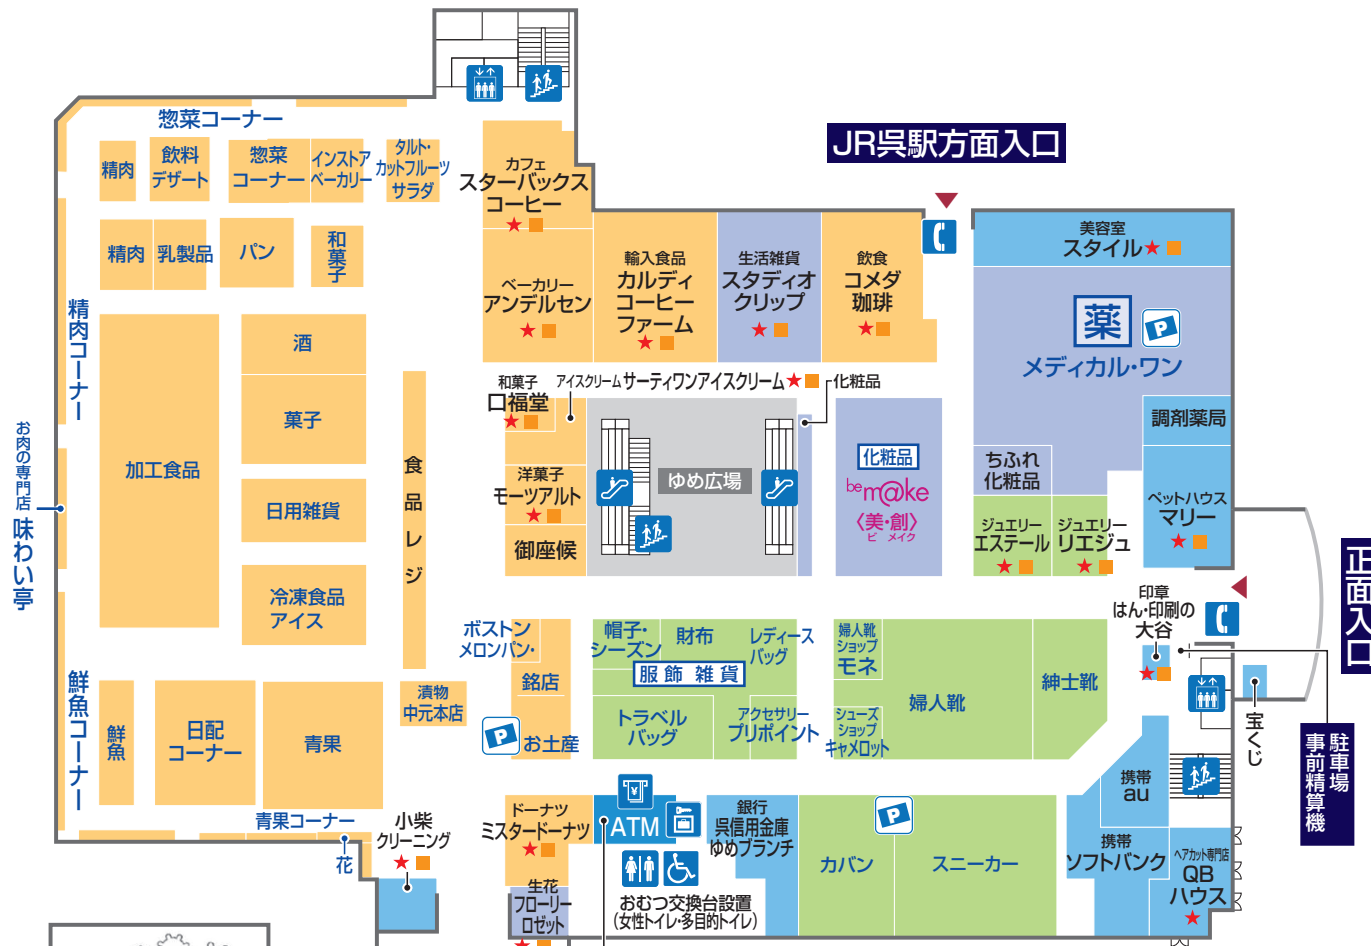 惣菜コーナー
精肉
飲料
デザート
惣菜
コーナー
インストア
ベーカリー
タルト・
カットフルーツ
サラダ
精肉
乳製品
パン
和菓子
精肉コーナー
加工食品
酒
菓子
日用雑貨
冷凍食品
アイス
食品レジ
お肉の専門店
味わい亭
鮮魚コーナー
鮮魚
日配
コーナー
青果
漬物
中元本店
青果コーナー
花
小柴
クリーニング
カフェ
スターバックス
コーヒー
ベーカリー
アンデルセン
輸入食品
カルディ
コーヒー
ファーム
生活雑貨
スタディオ
クリップ
飲食
コメダ
珈琲
JR呉駅方面入口
美容室
スタイル
薬
P
メディカル・ワン
調剤薬局
ちふれ
化粧品
ペットハウス
マリー
ジュエリー
エステール
ジュエリー
リエジュ
和菓子
口福堂
アイスクリーム サーティワンアイスクリーム
化粧品
洋菓子
モーツアルト
御座候
ゆめ広場
化粧品
be m@ke
〈美・創〉
ビ メイク
正面入口
印章
はん・印刷の
大谷
宝くじ
駐車場
事前精算機
ボストン
メロンパン・
銘店
P
お土産
帽子・
シーズン
財布
レディース
バッグ
服飾雑貨
トラベル
バッグ
アクセサリー
プリポイント
婦人靴
ショップ
モネ
婦人靴
紳士靴
シューズ
ショップ
キャメロット
ドーナツ
ミスタードーナツ
¥
ATM
銀行
呉信用金庫
ゆめブランチ
カバン
P
スニーカー
携帯
au
携帯
ソフトバンク
ヘアカット専門店
QB
ハウス
生花
フローリー
ロゼット
おむつ交換台設置
(女性トイレ・多目的トイレ)